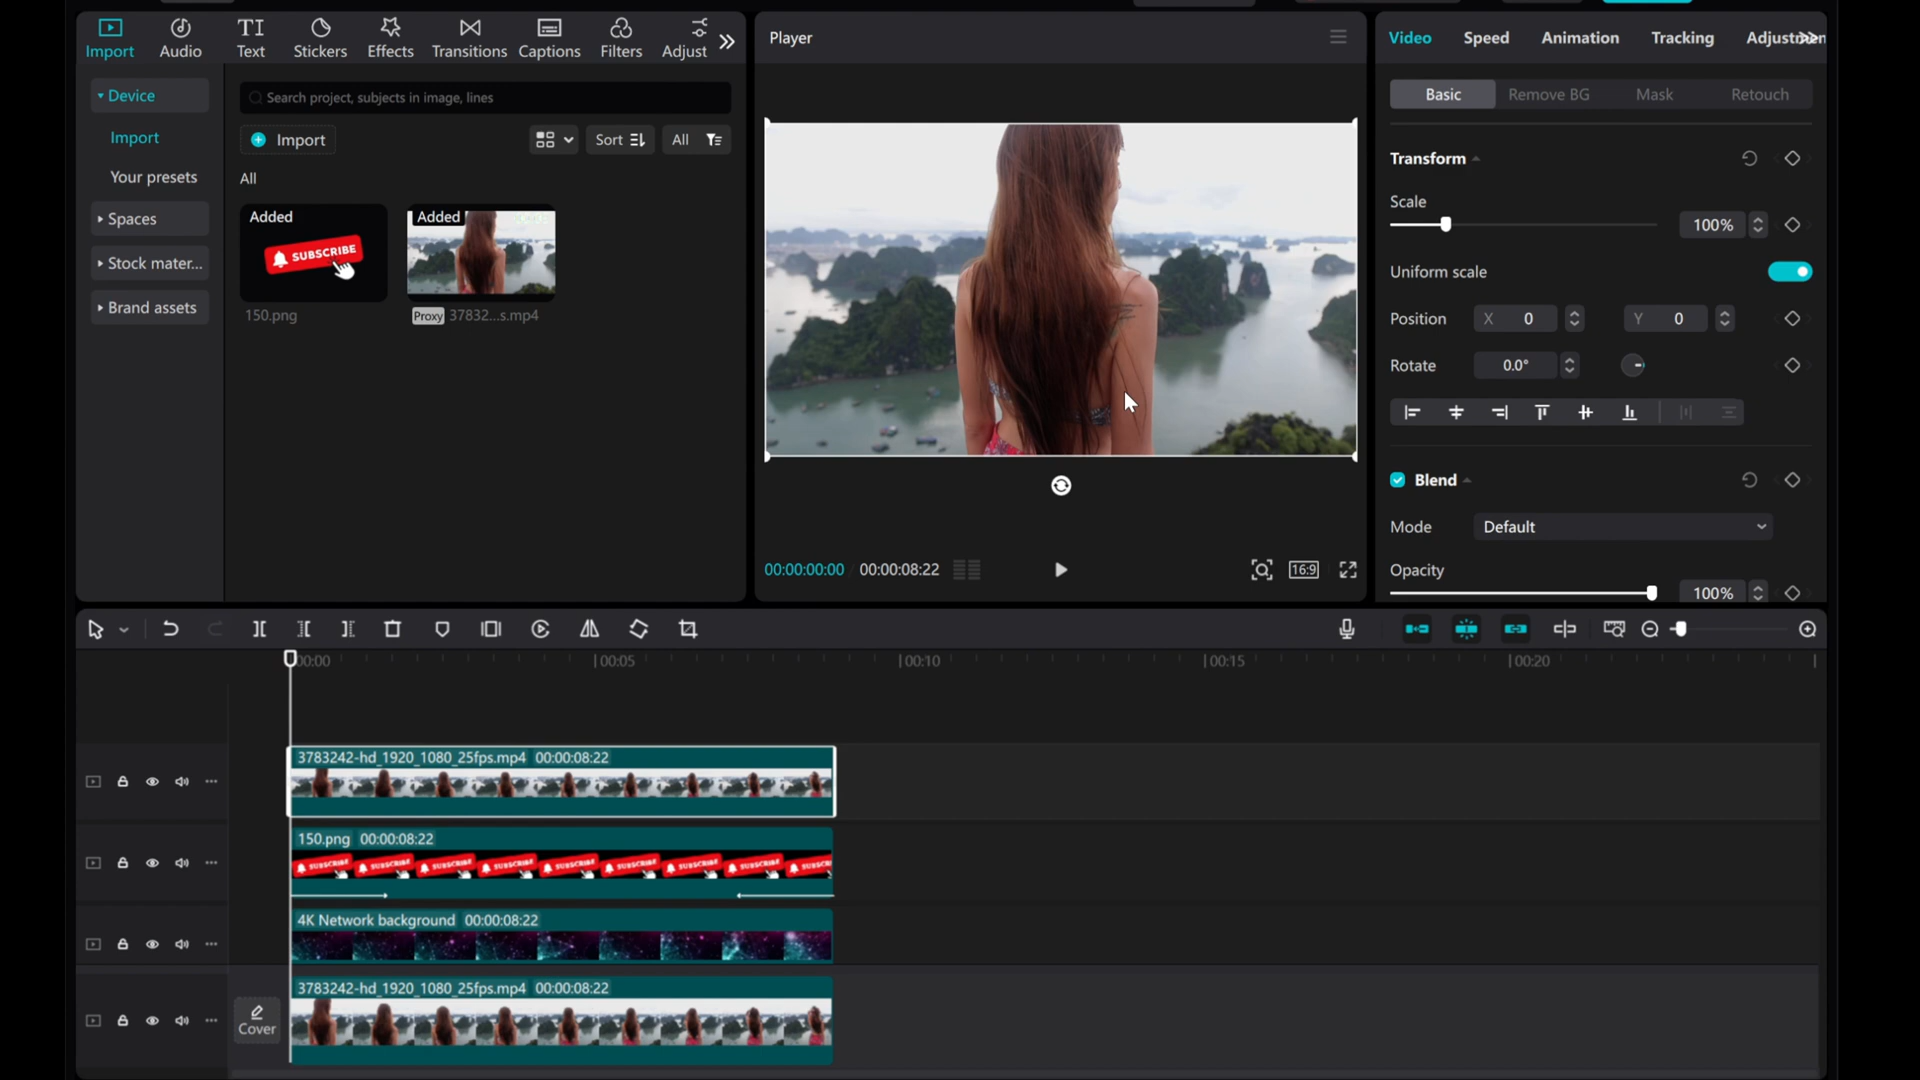 Import
Audio
Text
Stickers
Effects
Transitions
Captions
Filters
Adjust
Device
Import
Your presets
Spaces
Stock mater...
Brand assets
Search project, subjects in image, lines
Import
Sort
All
All
Added
SUBSCRIBE
150.png
Added
Proxy 37832...s.mp4
Player
00:00:00:00
00:00:08:22
16:9
Video
Speed
Animation
Tracking
Adjustmen
Basic
Remove BG
Mask
Retouch
Transform
Scale
100%
Uniform scale
Position
X 0
Y 0
Rotate
0.0°
Blend
Mode
Default
Opacity
100%
00:00
00:05
00:10
00:15
00:20
3783242-hd_1920_1080_25fps.mp4 00:00:08:22
150.png 00:00:08:22
SUBSCRIBE SUBSCRIBE SUBSCRIBE SUBSCRIBE SUBSCRIBE SUBSCRIBE SUBSCRIBE SUBSCRIBE SUBSCR
4K Network background 00:00:08:22
Cover
3783242-hd_1920_1080_25fps.mp4 00:00:08:22